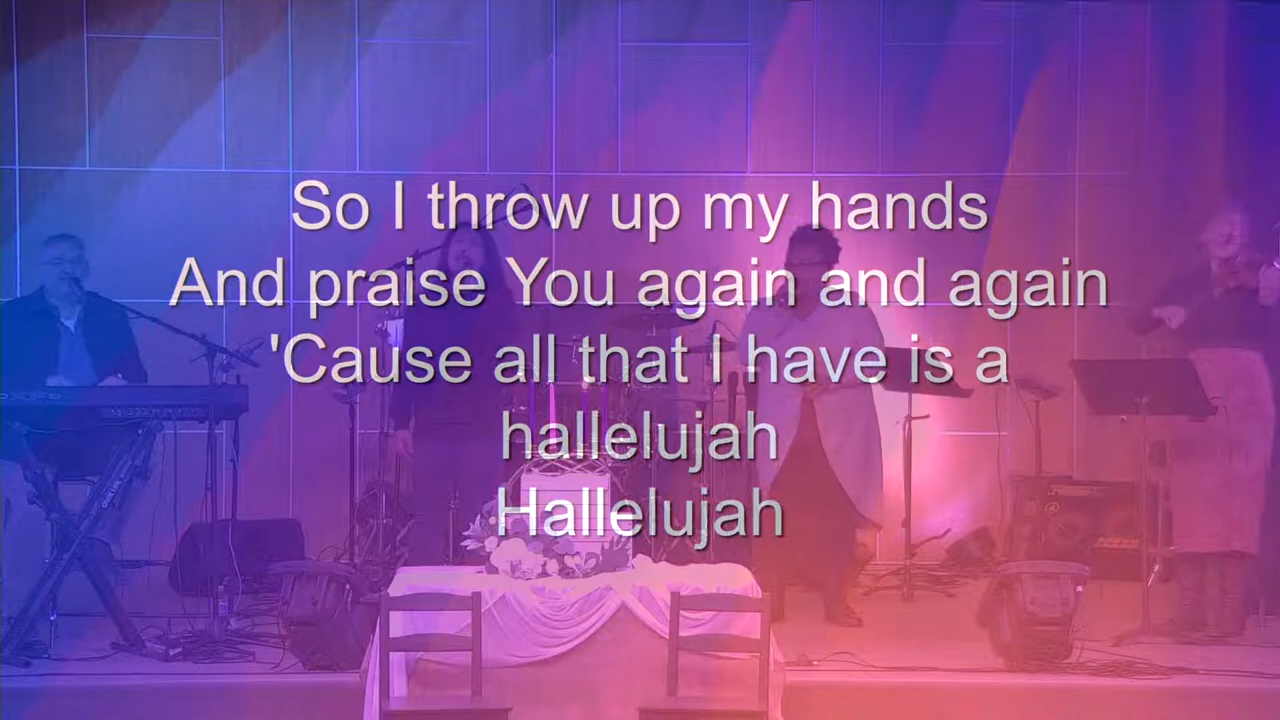 So I throw up my hands
And praise You again and again
'Cause all that I have is a
hallelujah
Hallelujah